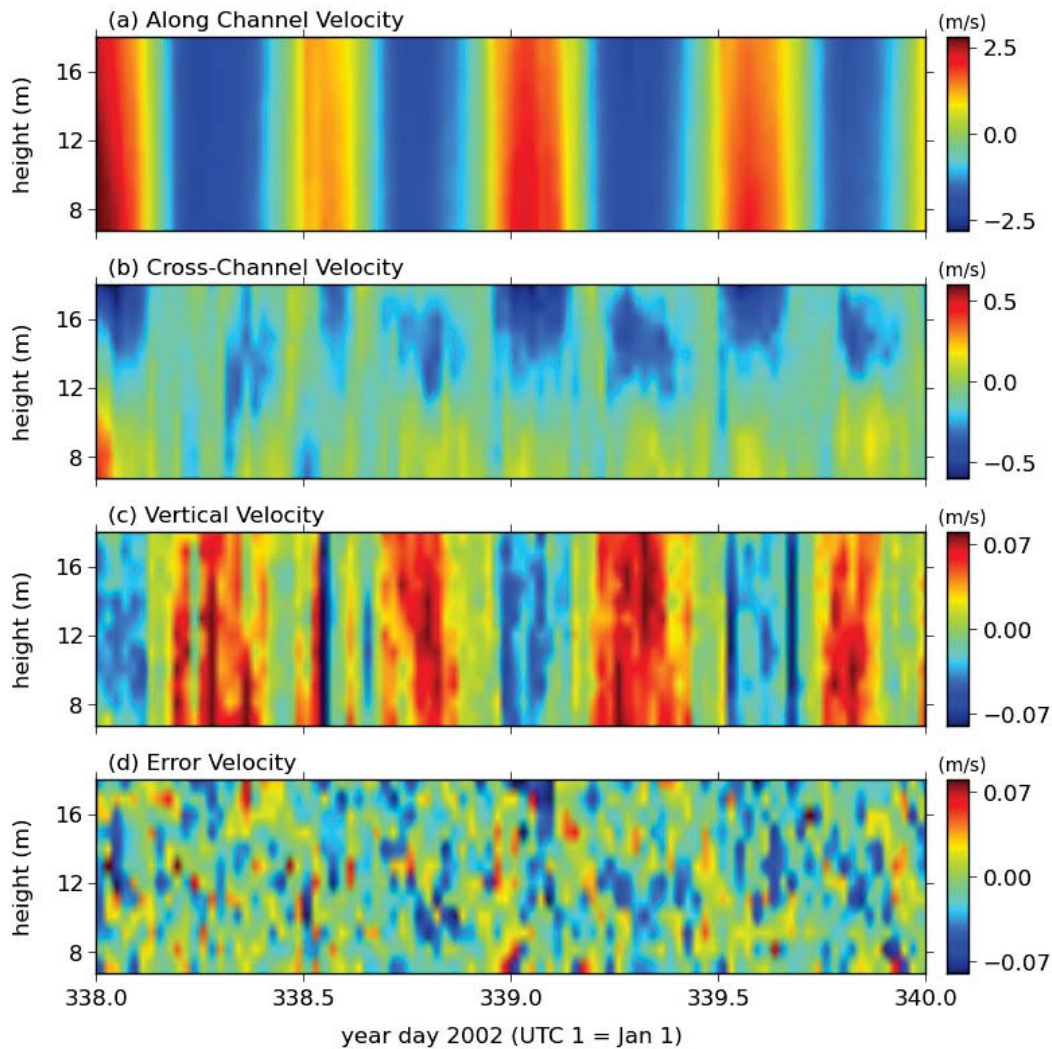 (a) Along Channel Velocity
(m/s)
16
12
8
height (m)
2.5
0.0
−2.5
(b) Cross-Channel Velocity
(m/s)
16
12
8
height (m)
0.5
0.0
−0.5
(c) Vertical Velocity
(m/s)
16
12
8
height (m)
0.07
0.00
−0.07
(d) Error Velocity
(m/s)
16
12
8
height (m)
0.07
0.00
−0.07
338.0 338.5 339.0 339.5 340.0
year day 2002 (UTC 1 = Jan 1)